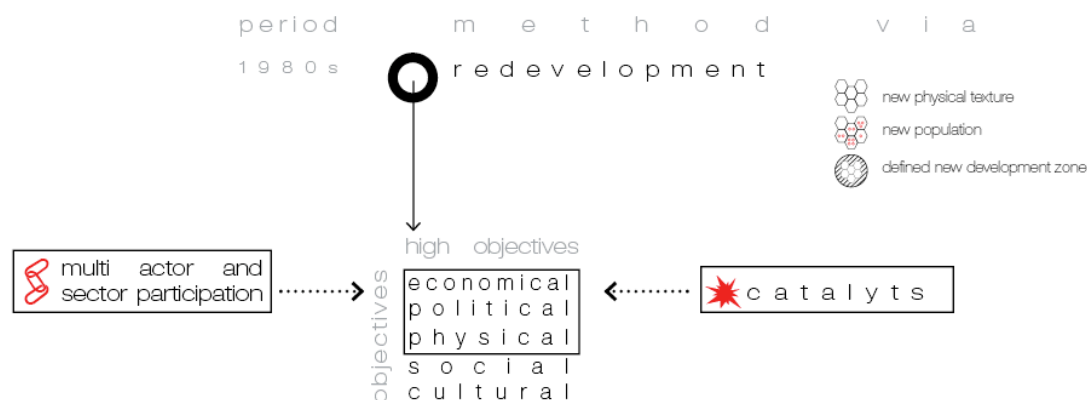 period method via
1980s redevelopment
new physical texture
new population
defined new development zone
high objectives
multi actor and
sector participation
objectives
economical
political
physical
social
cultural
catalyts